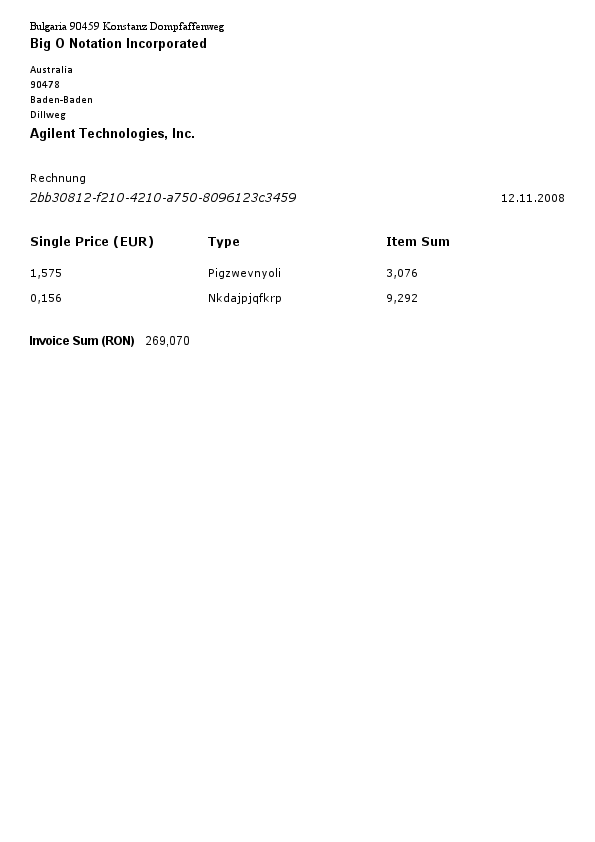 Bulgaria 90459 Konstanz Dompfaffenweg
Big O Notation Incorporated
Australia
90478
Baden-Baden
Dillweg
Agilent Technologies, Inc.
Rechnung
2bb30812-f210-4210-a750-8096123c3459 12.11.2008
Single Price (EUR) Type Item Sum
1,575 Pigzwevnyoli 3,076
0,156 Nkdajpjqfkrp 9,292
Invoice Sum (RON) 269,070